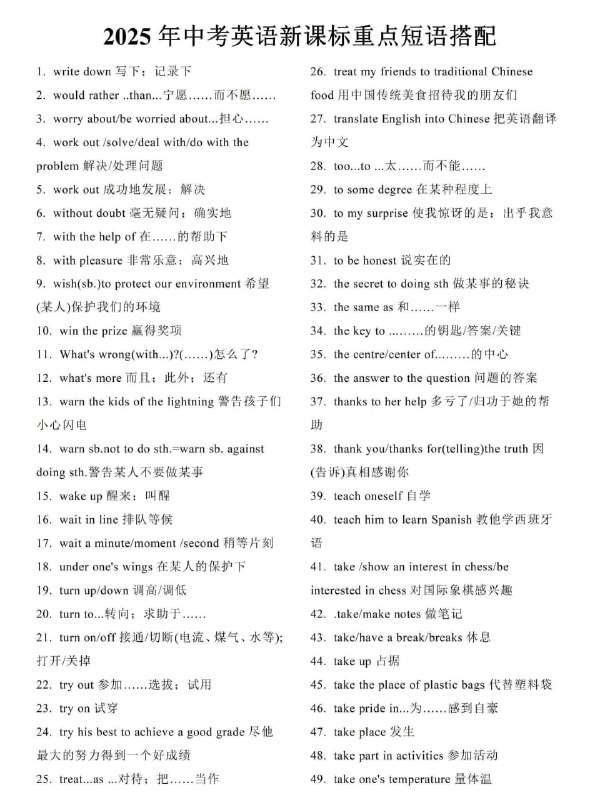 2025 年中考英语新课标重点短语搭配
1. write down 写下；记录下
2. would rather ..than...宁愿……而不愿……
3. worry about/be worried about...担心……
4. work out /solve/deal with/do with the
problem 解决/处理问题
5. work out 成功地发展；解决
6. without doubt 毫无疑问；确实地
7. with the help of 在……的帮助下
8. with pleasure 非常乐意；高兴地
9. wish(sb.)to protect our environment 希望
(某人)保护我们的环境
10. win the prize 赢得奖项
11. What's wrong(with...)?(……)怎么了?
12. what's more 而且；此外；还有
13. warn the kids of the lightning 警告孩子们
小心闪电
14. warn sb.not to do sth.=warn sb. against
doing sth.警告某人不要做某事
15. wake up 醒来；叫醒
16. wait in line 排队等候
17. wait a minute/moment /second 稍等片刻
18. under one's wings 在某人的保护下
19. turn up/down 调高/调低
20. turn to...转向；求助于……
21. turn on/off 接通/切断(电流、煤气、水等);
打开/关掉
22. try out 参加……选拔；试用
23. try on 试穿
24. try his best to achieve a good grade 尽他
最大的努力得到一个好成绩
25. treat...as ...对待；把……当作
26. treat my friends to traditional Chinese
food 用中国传统美食招待我的朋友们
27. translate English into Chinese 把英语翻译
为中文
28. too...to ...太……而不能……
29. to some degree 在某种程度上
30. to my surprise 使我惊讶的是；出乎我意
料的是
31. to be honest 说实在的
32. the secret to doing sth 做某事的秘诀
33. the same as 和……一样
34. the key to ...……的钥匙/答案/关键
35. the centre/center of...……的中心
36. the answer to the question 问题的答案
37. thanks to her help 多亏了/归功于她的帮
助
38. thank you/thanks for(telling)the truth 因
(告诉)真相感谢你
39. teach oneself 自学
40. teach him to learn Spanish 教他学西班牙
语
41. take /show an interest in chess/be
interested in chess 对国际象棋感兴趣
42. .take/make notes 做笔记
43. take/have a break/breaks 休息
44. take up 占据
45. take the place of plastic bags 代替塑料袋
46. take pride in...为……感到自豪
47. take place 发生
48. take part in activities 参加活动
49. take one's temperature 量体温